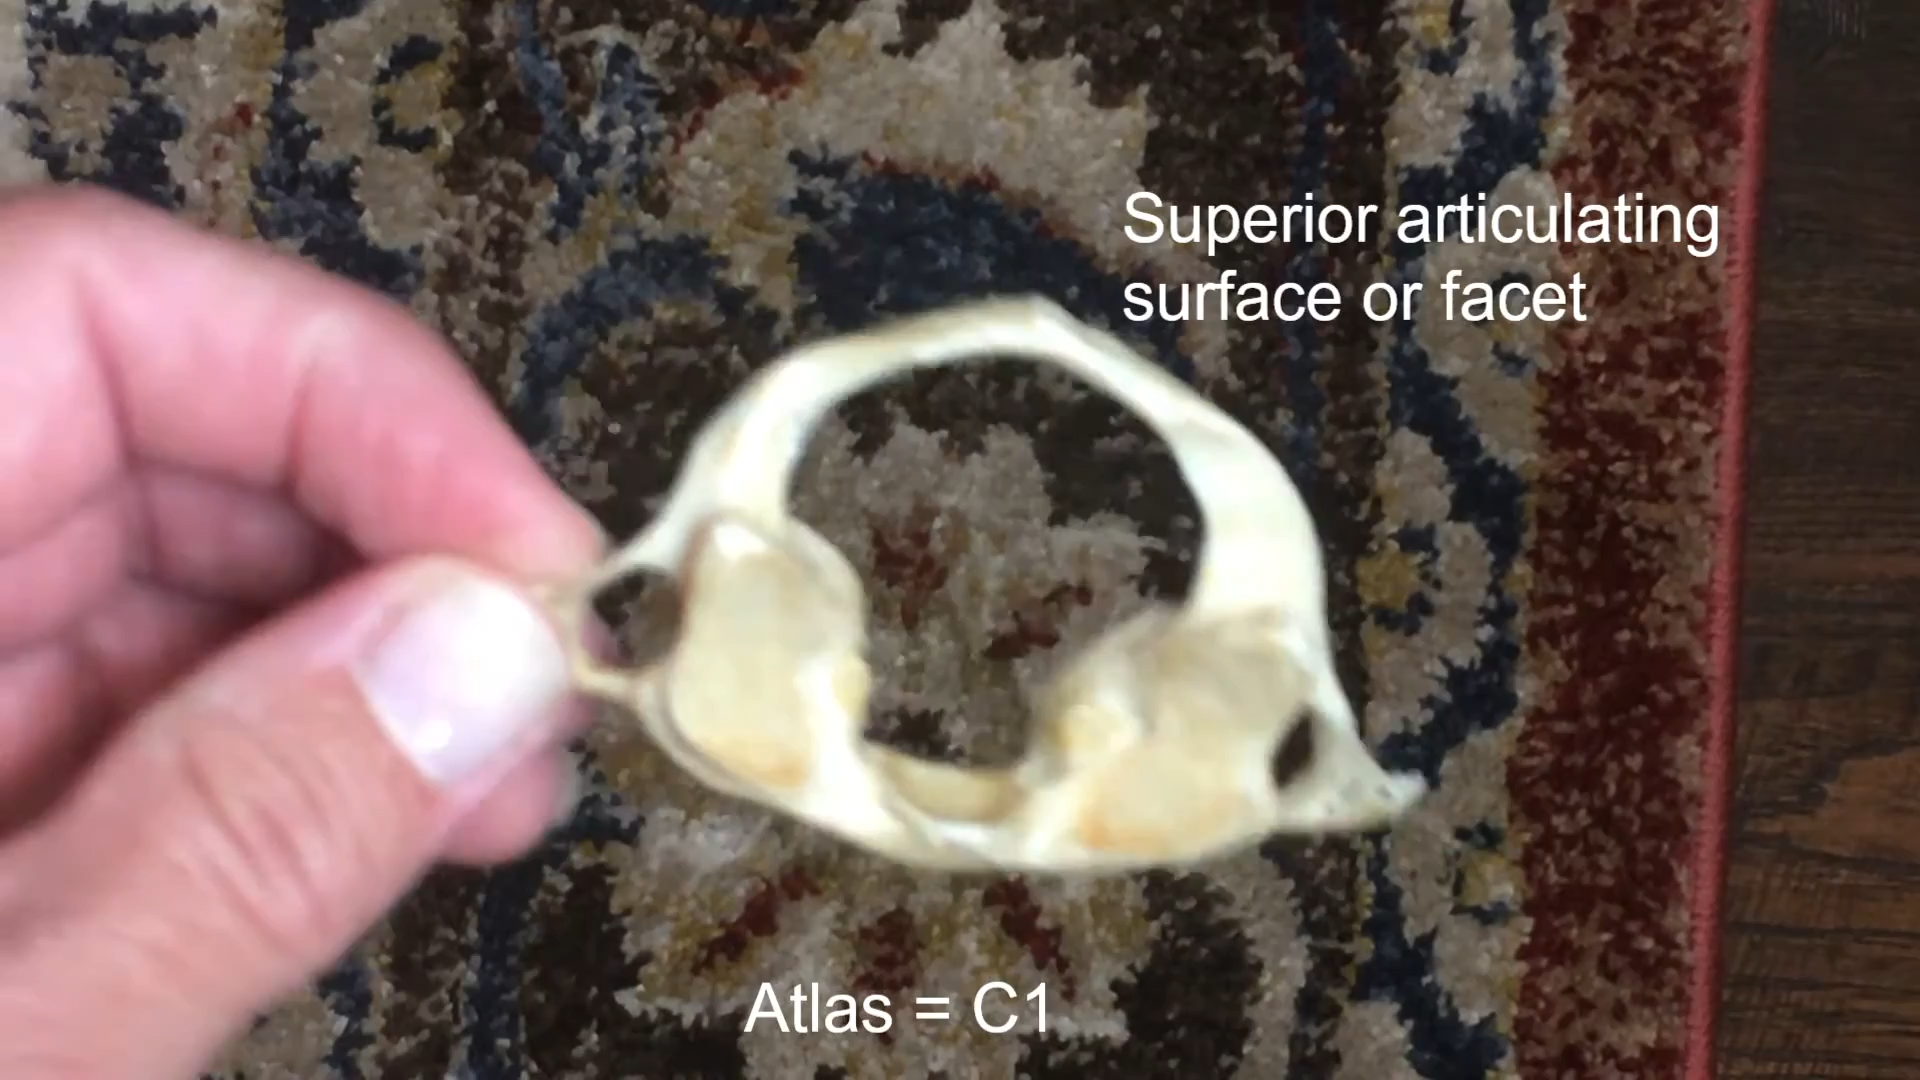 Superior articulating
surface or facet
Atlas = C1